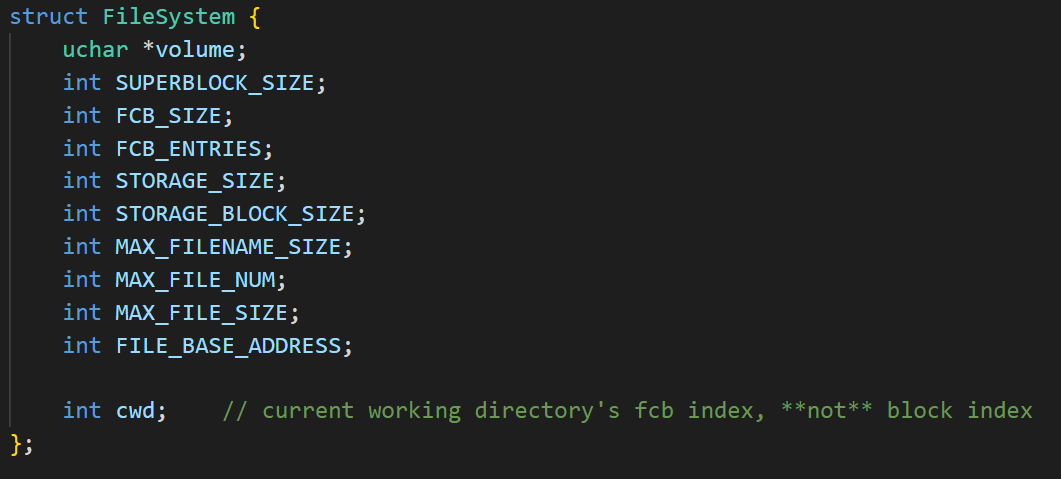 struct FileSystem {
    uchar *volume;
    int SUPERBLOCK_SIZE;
    int FCB_SIZE;
    int FCB_ENTRIES;
    int STORAGE_SIZE;
    int STORAGE_BLOCK_SIZE;
    int MAX_FILENAME_SIZE;
    int MAX_FILE_NUM;
    int MAX_FILE_SIZE;
    int FILE_BASE_ADDRESS;

    int cwd;    // current working directory's fcb index, **not** block index
};